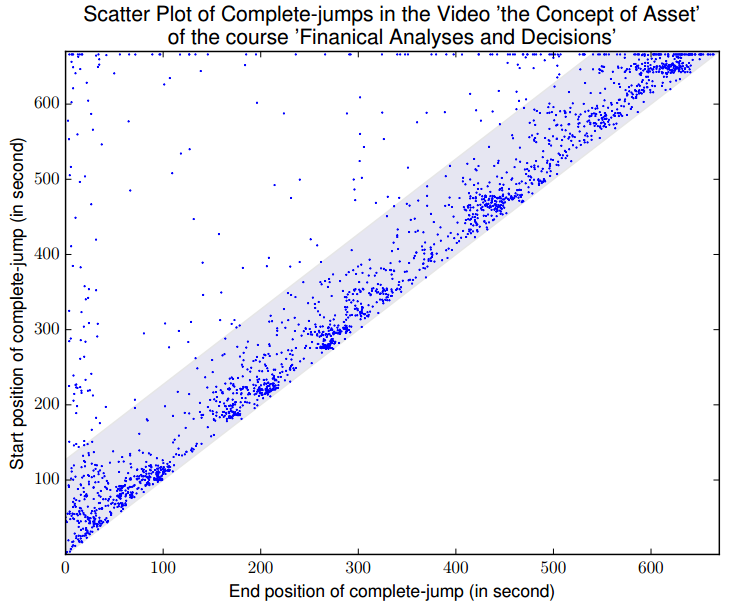 Scatter Plot of Complete-jumps in the Video 'the Concept of Asset'
of the course 'Finanical Analyses and Decisions'
Start position of complete-jump (in second)
600
500
400
300
200
100
0 100 200 300 400 500 600
End position of complete-jump (in second)